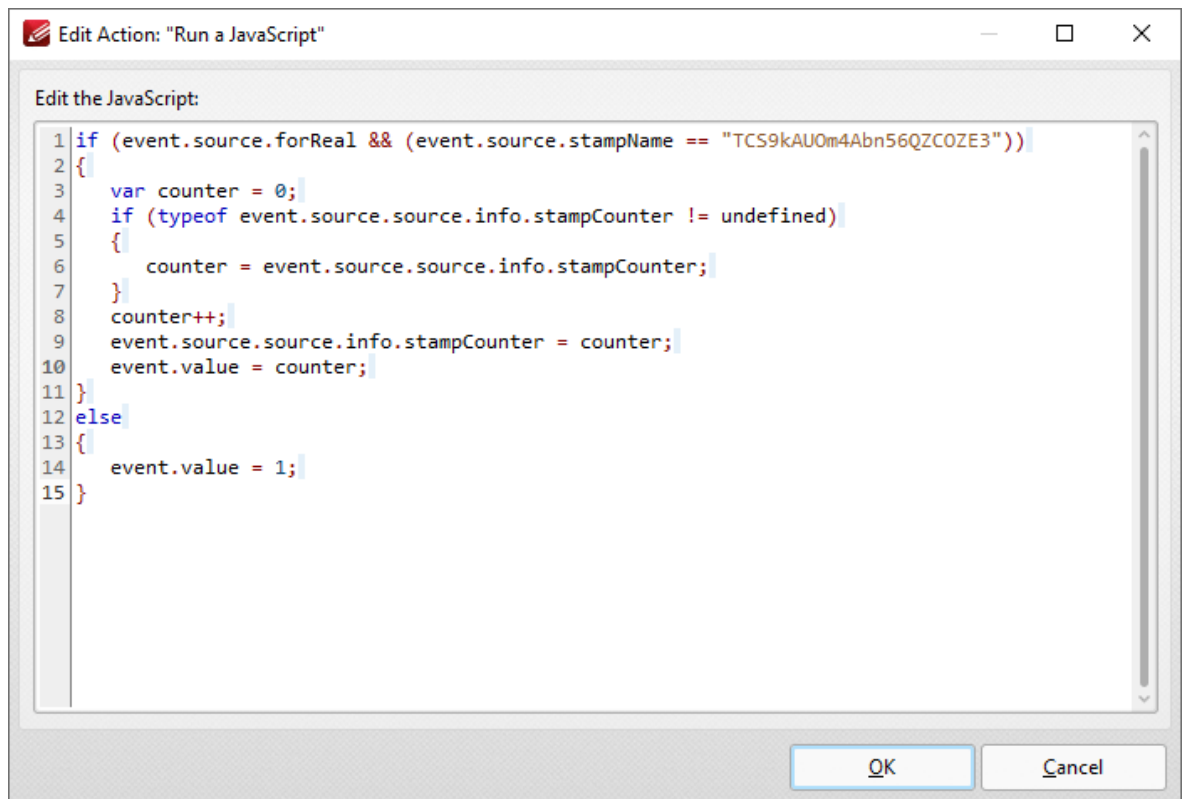 Edit Action: "Run a JavaScript"
Edit the JavaScript:
1 if (event.source.forReal && (event.source.stampName == "TCS9kAUOm4Abn56QZCOZE3"))
2 {
3    var counter = 0;
4    if (typeof event.source.source.info.stampCounter != undefined)
5    {
6       counter = event.source.source.info.stampCounter;
7    }
8    counter++;
9    event.source.source.info.stampCounter = counter;
10    event.value = counter;
11 }
12 else
13 {
14    event.value = 1;
15 }
OK Cancel